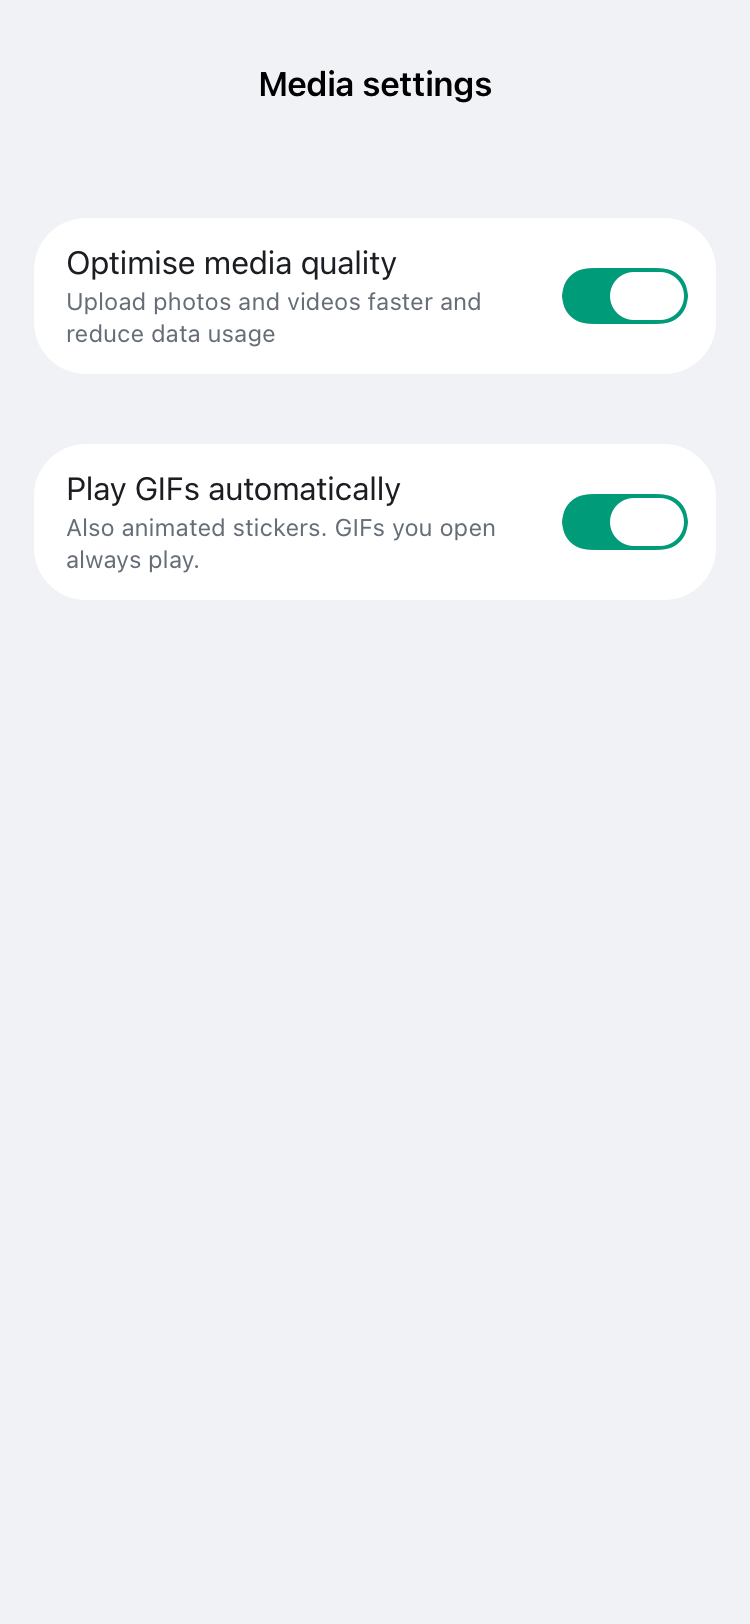 Media settings
Optimise media quality
Upload photos and videos faster and
reduce data usage
Play GIFs automatically
Also animated stickers. GIFs you open
always play.